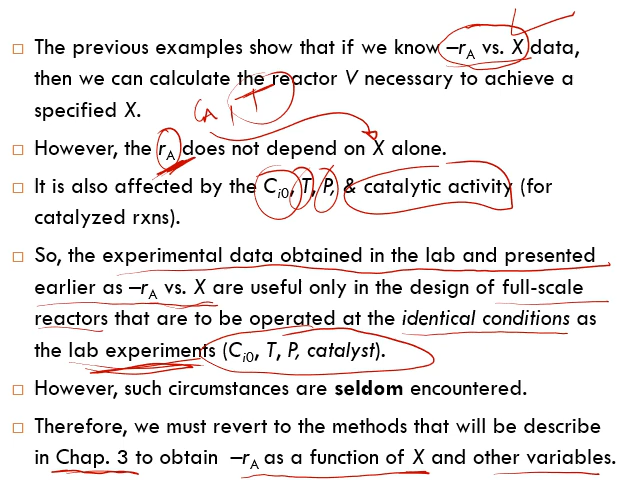 The previous examples show that if we know –rA vs. X data,
then we can calculate the reactor V necessary to achieve a
specified X.
CA, T
However, the rA does not depend on X alone.
It is also affected by the Ci0, T, P, & catalytic activity (for
catalyzed rxns).
So, the experimental data obtained in the lab and presented
earlier as –rA vs. X are useful only in the design of full-scale
reactors that are to be operated at the identical conditions as
the lab experiments (Ci0, T, P, catalyst).
However, such circumstances are seldom encountered.
Therefore, we must revert to the methods that will be describe
in Chap. 3 to obtain –rA as a function of X and other variables.